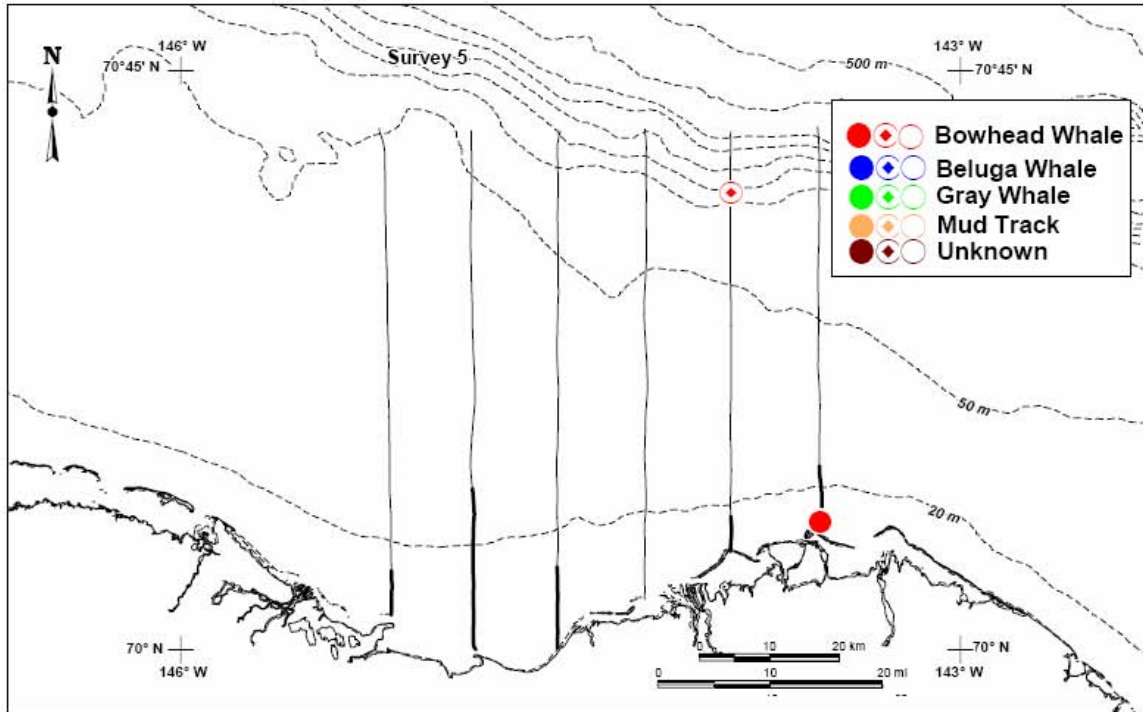 146° W
143° W
N
70°45' N
Survey 5
500 m
70°45' N
Bowhead Whale
Beluga Whale
Gray Whale
Mud Track
Unknown
50 m
20 m
70° N
146° W
0 10 20 km
0 10 20 mi
70° N
143° W